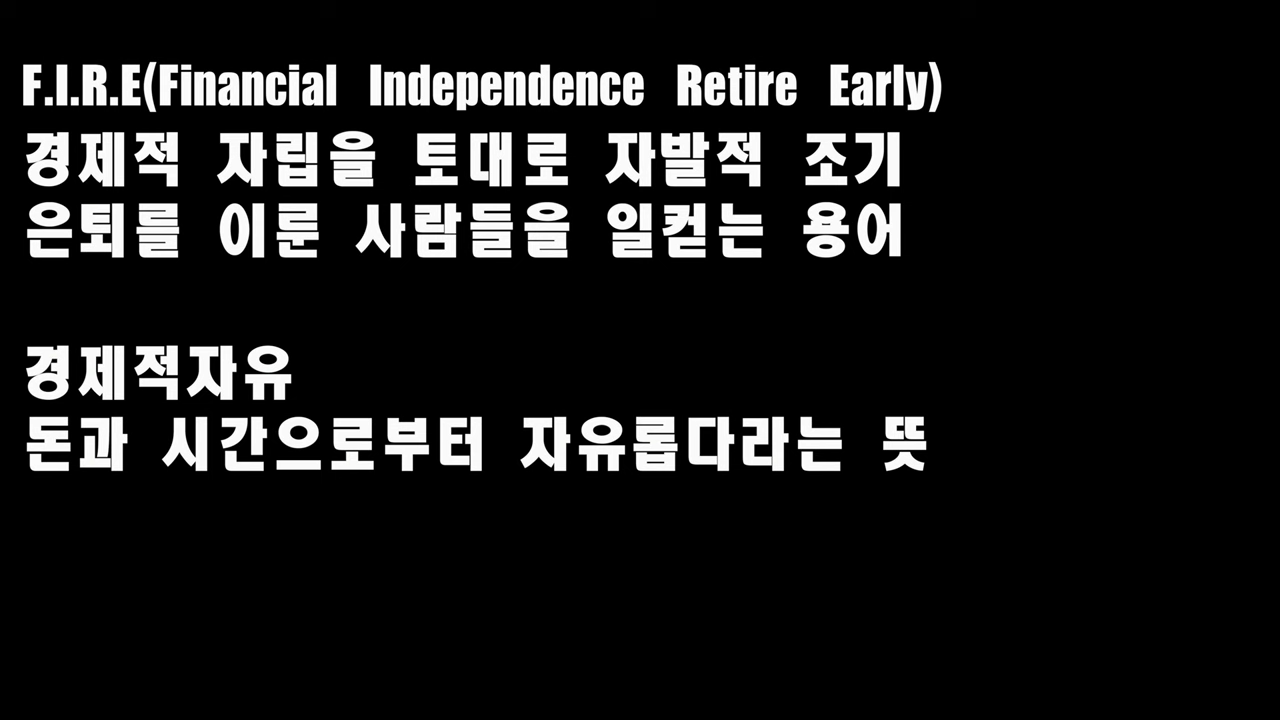 F.I.R.E(Financial Independence Retire Early)
경제적 자립을 토대로 자발적 조기
은퇴를 이룬 사람들을 일컫는 용어
경제적자유
돈과 시간으로부터 자유롭다라는 뜻